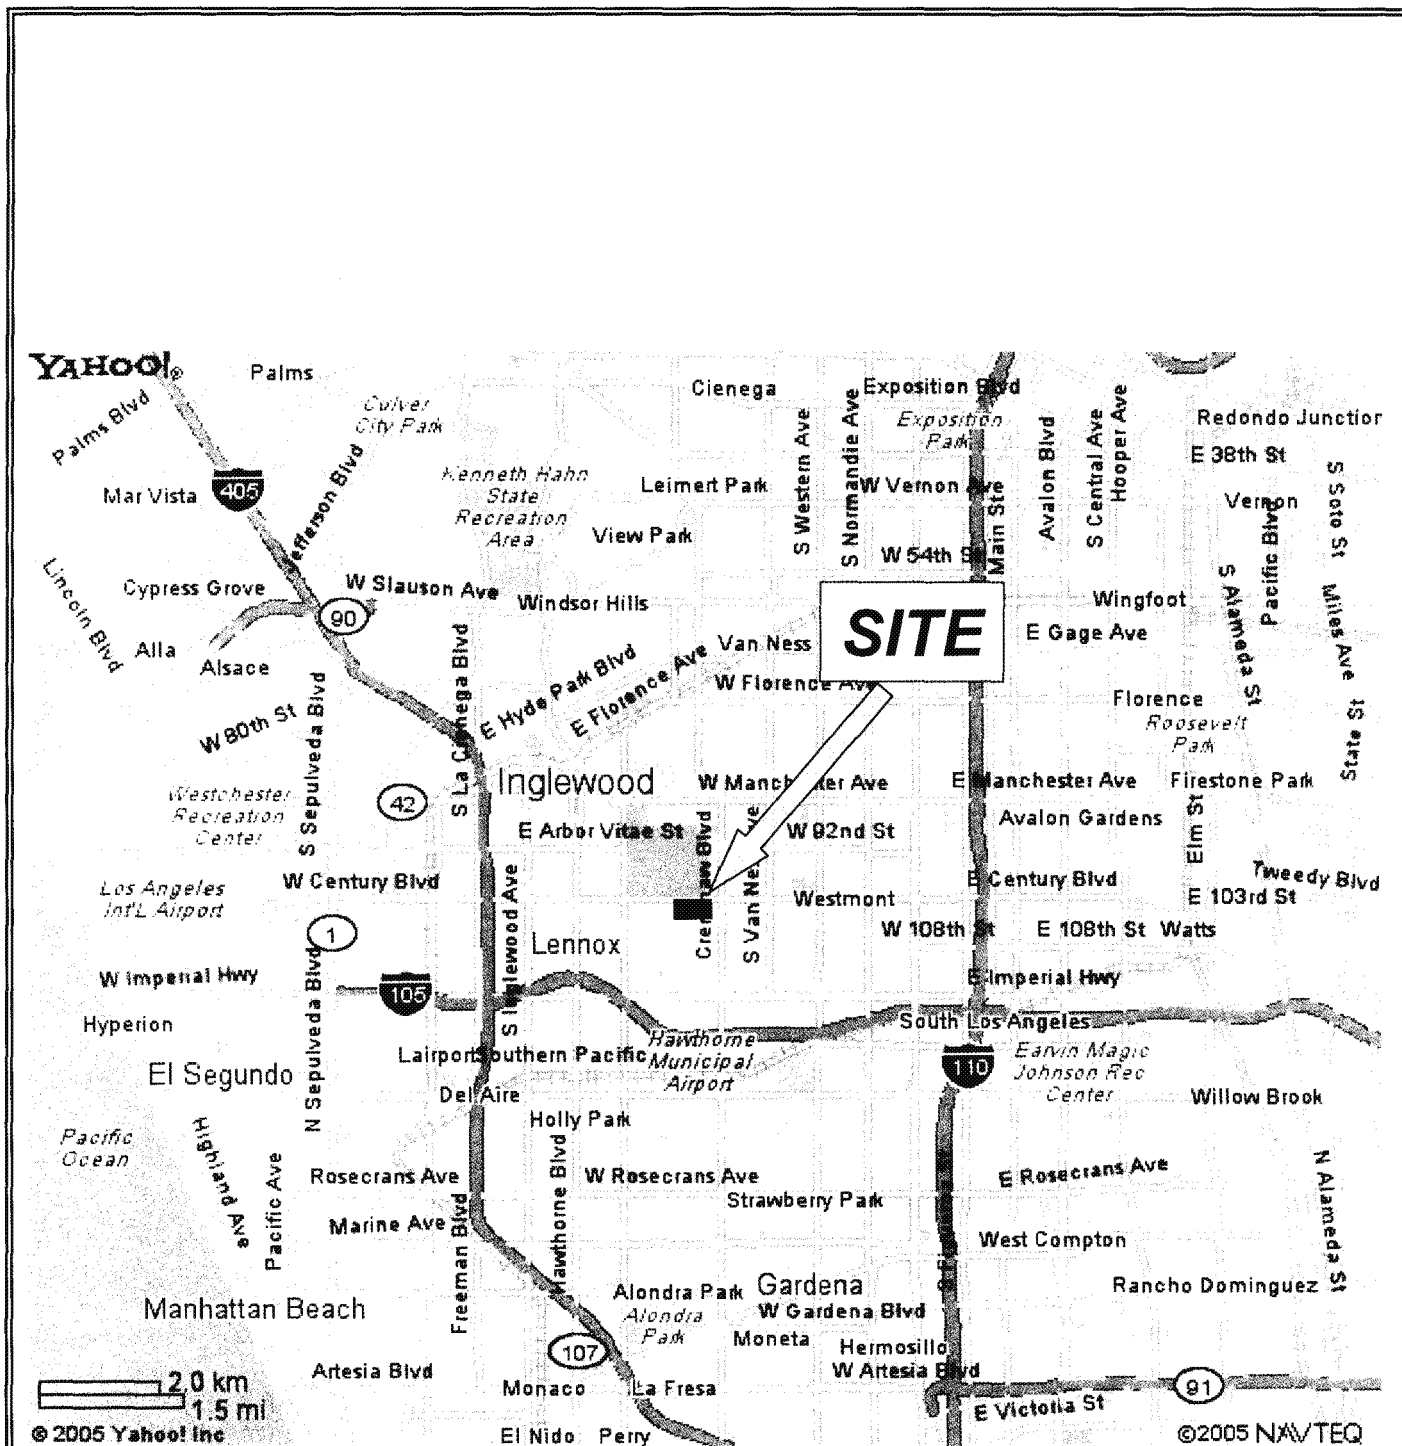 YAHOO!
Palms
Cienega
Exposition Blvd
Palms Blvd
Culver
City Park
Exposition
Park
Redondo Junction
S Western Ave
S Normandie Ave
Avalon Blvd
S Central Ave
Hooper Ave
E 38th St
405
Jefferson Blvd
Mar Vista
Kenneth Hahn
State
Recreation
Area
Leimert Park
W Vernon Ave
Vernon
S Soto St
View Park
W 54th St
Main St
Pacific Blvd
Lincoln Blvd
Cypress Grove
W Slauson Ave
Windsor Hills
SITE
Wingfoot
S Alameda St
Miles Ave
90
Alla
Alsace
Van Ness
E Gage Ave
S La Cienega Blvd
E Hyde Park Blvd
E Florence Ave
W Florence Ave
Florence
Roosevelt
Park
State St
W 80th St
S Sepulveda Blvd
Inglewood
W Manchester Ave
E Manchester Ave
Firestone Park
Westchester
Recreation
Center
42
E Arbor Vitae St
Crenshaw Blvd
S Van Ness Ave
W 92nd St
Avalon Gardens
Elm St
W Century Blvd
E Century Blvd
Tweedy Blvd
Los Angeles
Int'L Airport
S Inglewood Ave
Westmont
E 103rd St
1
Lennox
W 108th St
E 108th St
Watts
W Imperial Hwy
N Sepulveda Blvd
105
E Imperial Hwy
Hyperion
South Los Angeles
Lairport
Southern Pacific
Hawthorne
Municipal
Airport
110
Earvin Magic
Johnson Rec
Center
El Segundo
Del Aire
Willow Brook
Holly Park
Pacific
Ocean
Highland Ave
Pacific Ave
Rosecrans Ave
Hawthorne Blvd
W Rosecrans Ave
E Rosecrans Ave
N Alameda St
Strawberry Park
Marine Ave
Freeman Blvd
West Compton
Manhattan Beach
Alondra Park
Gardena
Rancho Dominguez
Alondra
Park
W Gardena Blvd
Moneta
Hermosillo
107
Artesia Blvd
W Artesia Blvd
2.0 km
1.5 mi
Monaco
La Fresa
91
E Victoria St
© 2005 Yahoo! Inc
El Nido
Perry
©2005 NAVTEQ